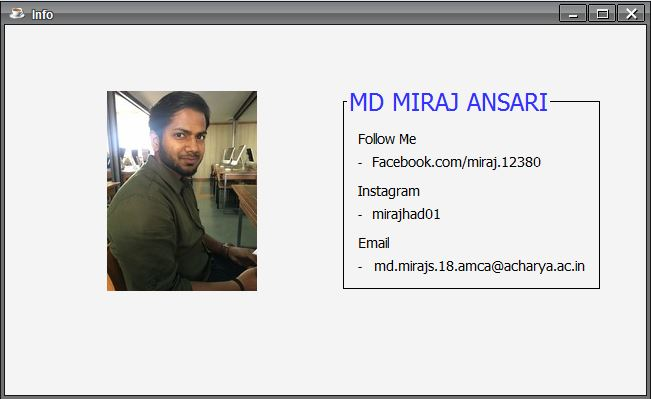 Info
MD MIRAJ ANSARI
Follow Me
- Facebook.com/miraj.12380
Instagram
- mirajhad01
Email
- md.mirajs.18.amca@acharya.ac.in